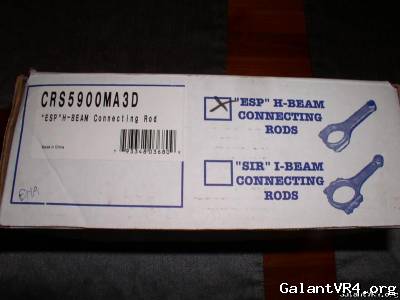 CRS5900MA3D
"ESP"H-BEAM Connecting Rod
Made in China
"ESP" H-BEAM
CONNECTING
RODS
"SIR" I-BEAM
CONNECTING
RODS
GalantVR4.org